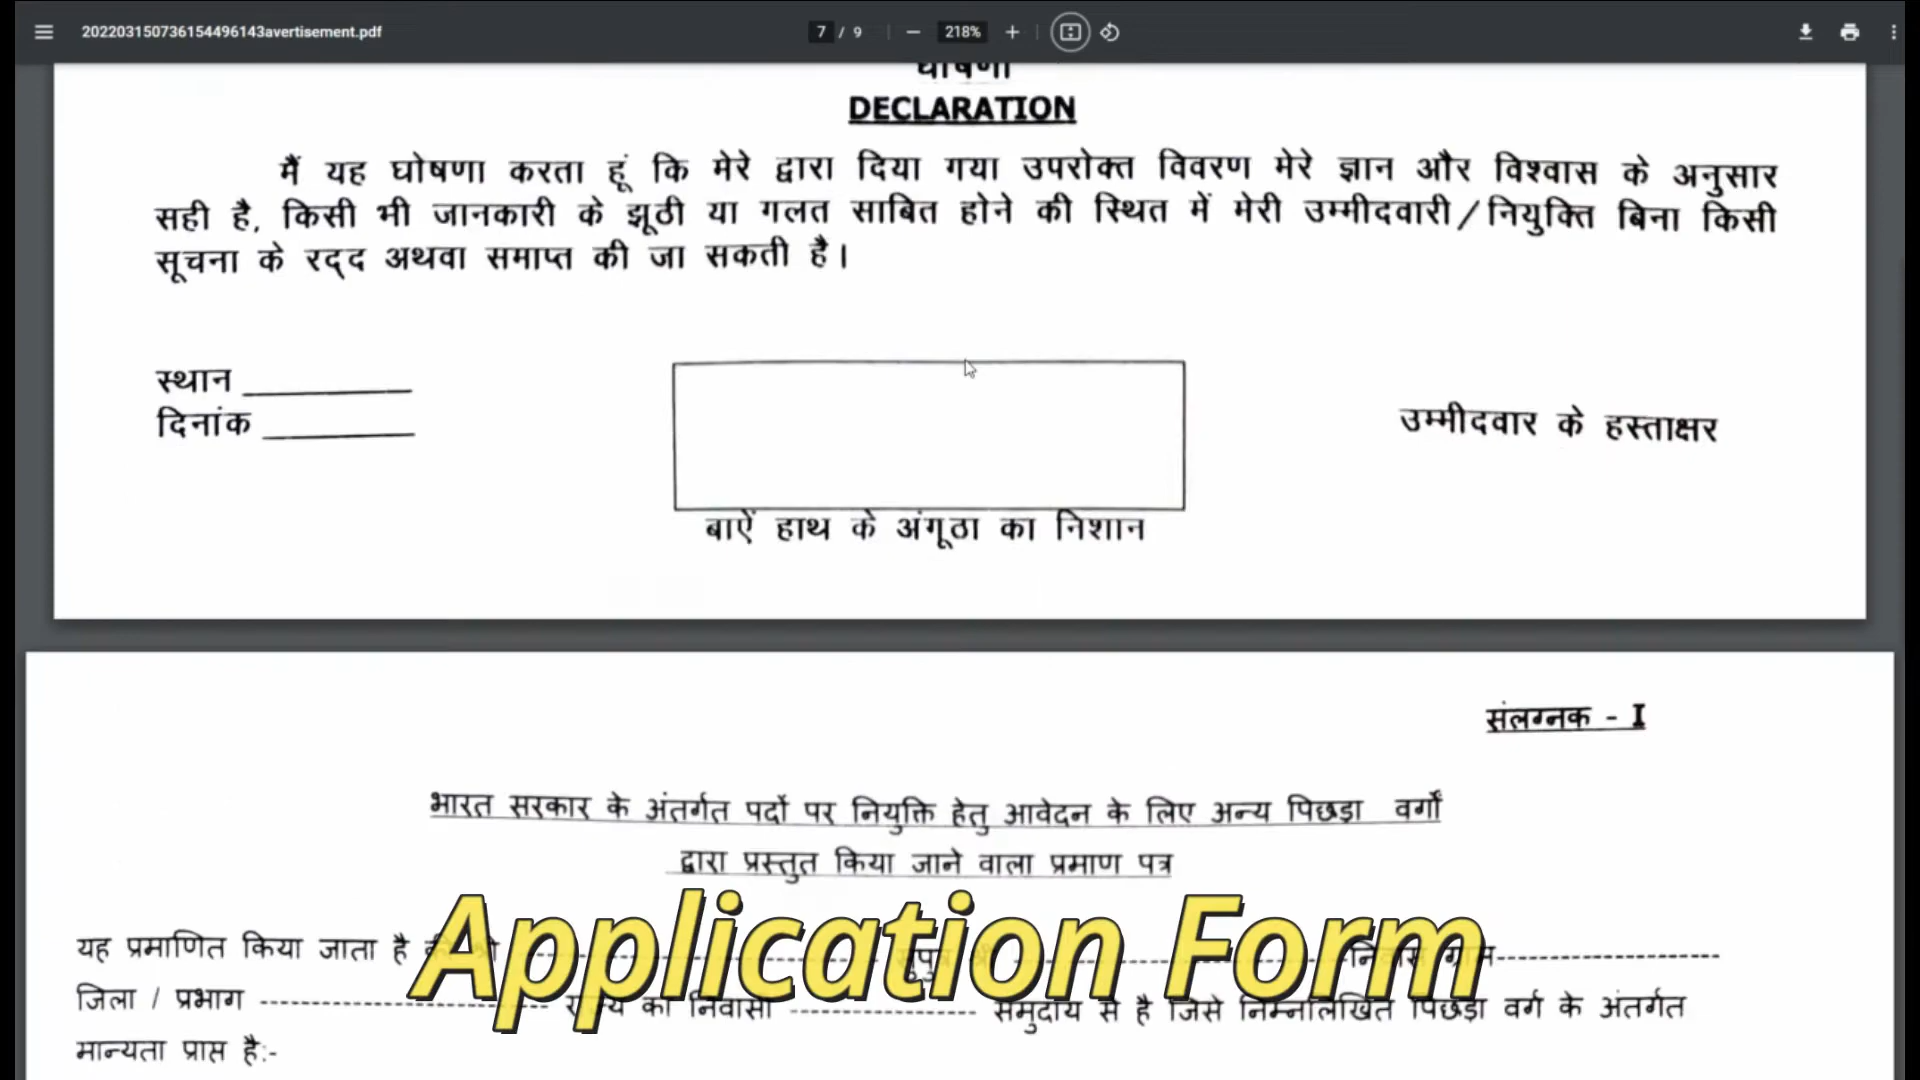 202203150736154496143avertisement.pdf
7 / 9
218%
घोषणा
DECLARATION
मैं यह घोषणा करता हूं कि मेरे द्वारा दिया गया उपरोक्त विवरण मेरे ज्ञान और विश्वास के अनुसार
सही है, किसी भी जानकारी के झूठी या गलत साबित होने की स्थित में मेरी उम्मीदवारी/नियुक्ति बिना किसी
सूचना के रद्द अथवा समाप्त की जा सकती है।
स्थान
दिनांक
उम्मीदवार के हस्ताक्षर
बाऐं हाथ के अंगूठा का निशान
संलग्नक - I
भारत सरकार के अंतर्गत पदों पर नियुक्ति हेतु आवेदन के लिए अन्य पिछड़ा वर्गों
द्वारा प्रस्तुत किया जाने वाला प्रमाण पत्र
यह प्रमाणित किया जाता है की श्री सुपुत्र श्री निवास ग्राम
Application Form
जिला / प्रभाग राज्य का निवासी समुदाय से है जिसे निम्नलिखित पिछड़ा वर्ग के अंतर्गत
मान्यता प्राप्त है:-